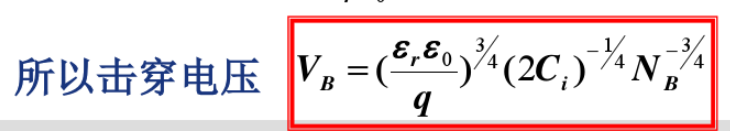 所以击穿电压 V_B = (ε_r ε_0 / q)^{3/4} (2C_i)^{-1/4} N_B^{-3/4}